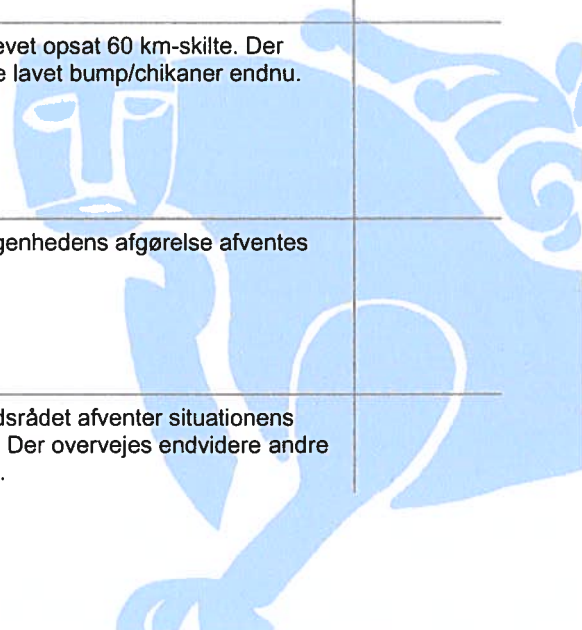 evet opsat 60 km-skilte. Der
e lavet bump/chikaner endnu.
genhedens afgørelse afventes
dsrådet afventer situationens
Der overvejes endvidere andre
.